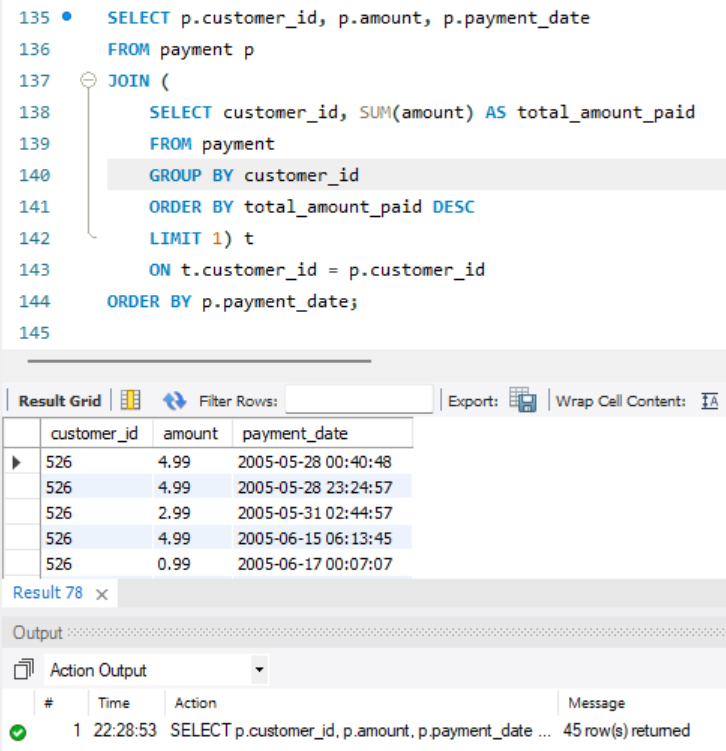 135 SELECT p.customer_id, p.amount, p.payment_date
136 FROM payment p
137 JOIN (
138 SELECT customer_id, SUM(amount) AS total_amount_paid
139 FROM payment
140 GROUP BY customer_id
141 ORDER BY total_amount_paid DESC
142 LIMIT 1) t
143 ON t.customer_id = p.customer_id
144 ORDER BY p.payment_date;
145
Result Grid Filter Rows: Export: Wrap Cell Content: IA
customer_id amount payment_date
526 4.99 2005-05-28 00:40:48
526 4.99 2005-05-28 23:24:57
526 2.99 2005-05-31 02:44:57
526 4.99 2005-06-15 06:13:45
526 0.99 2005-06-17 00:07:07
Result 78 ×
Output
Action Output
# Time Action Message
1 22:28:53 SELECT p.customer_id, p.amount, p.payment_date ... 45 row(s) returned